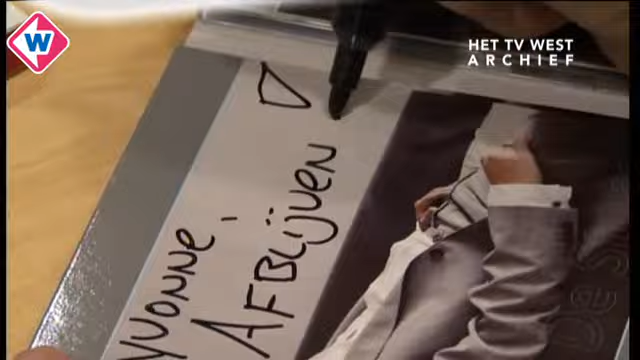 W
HET TV WEST
ARCHIEF
YVONNE,
AFBLIJVEN